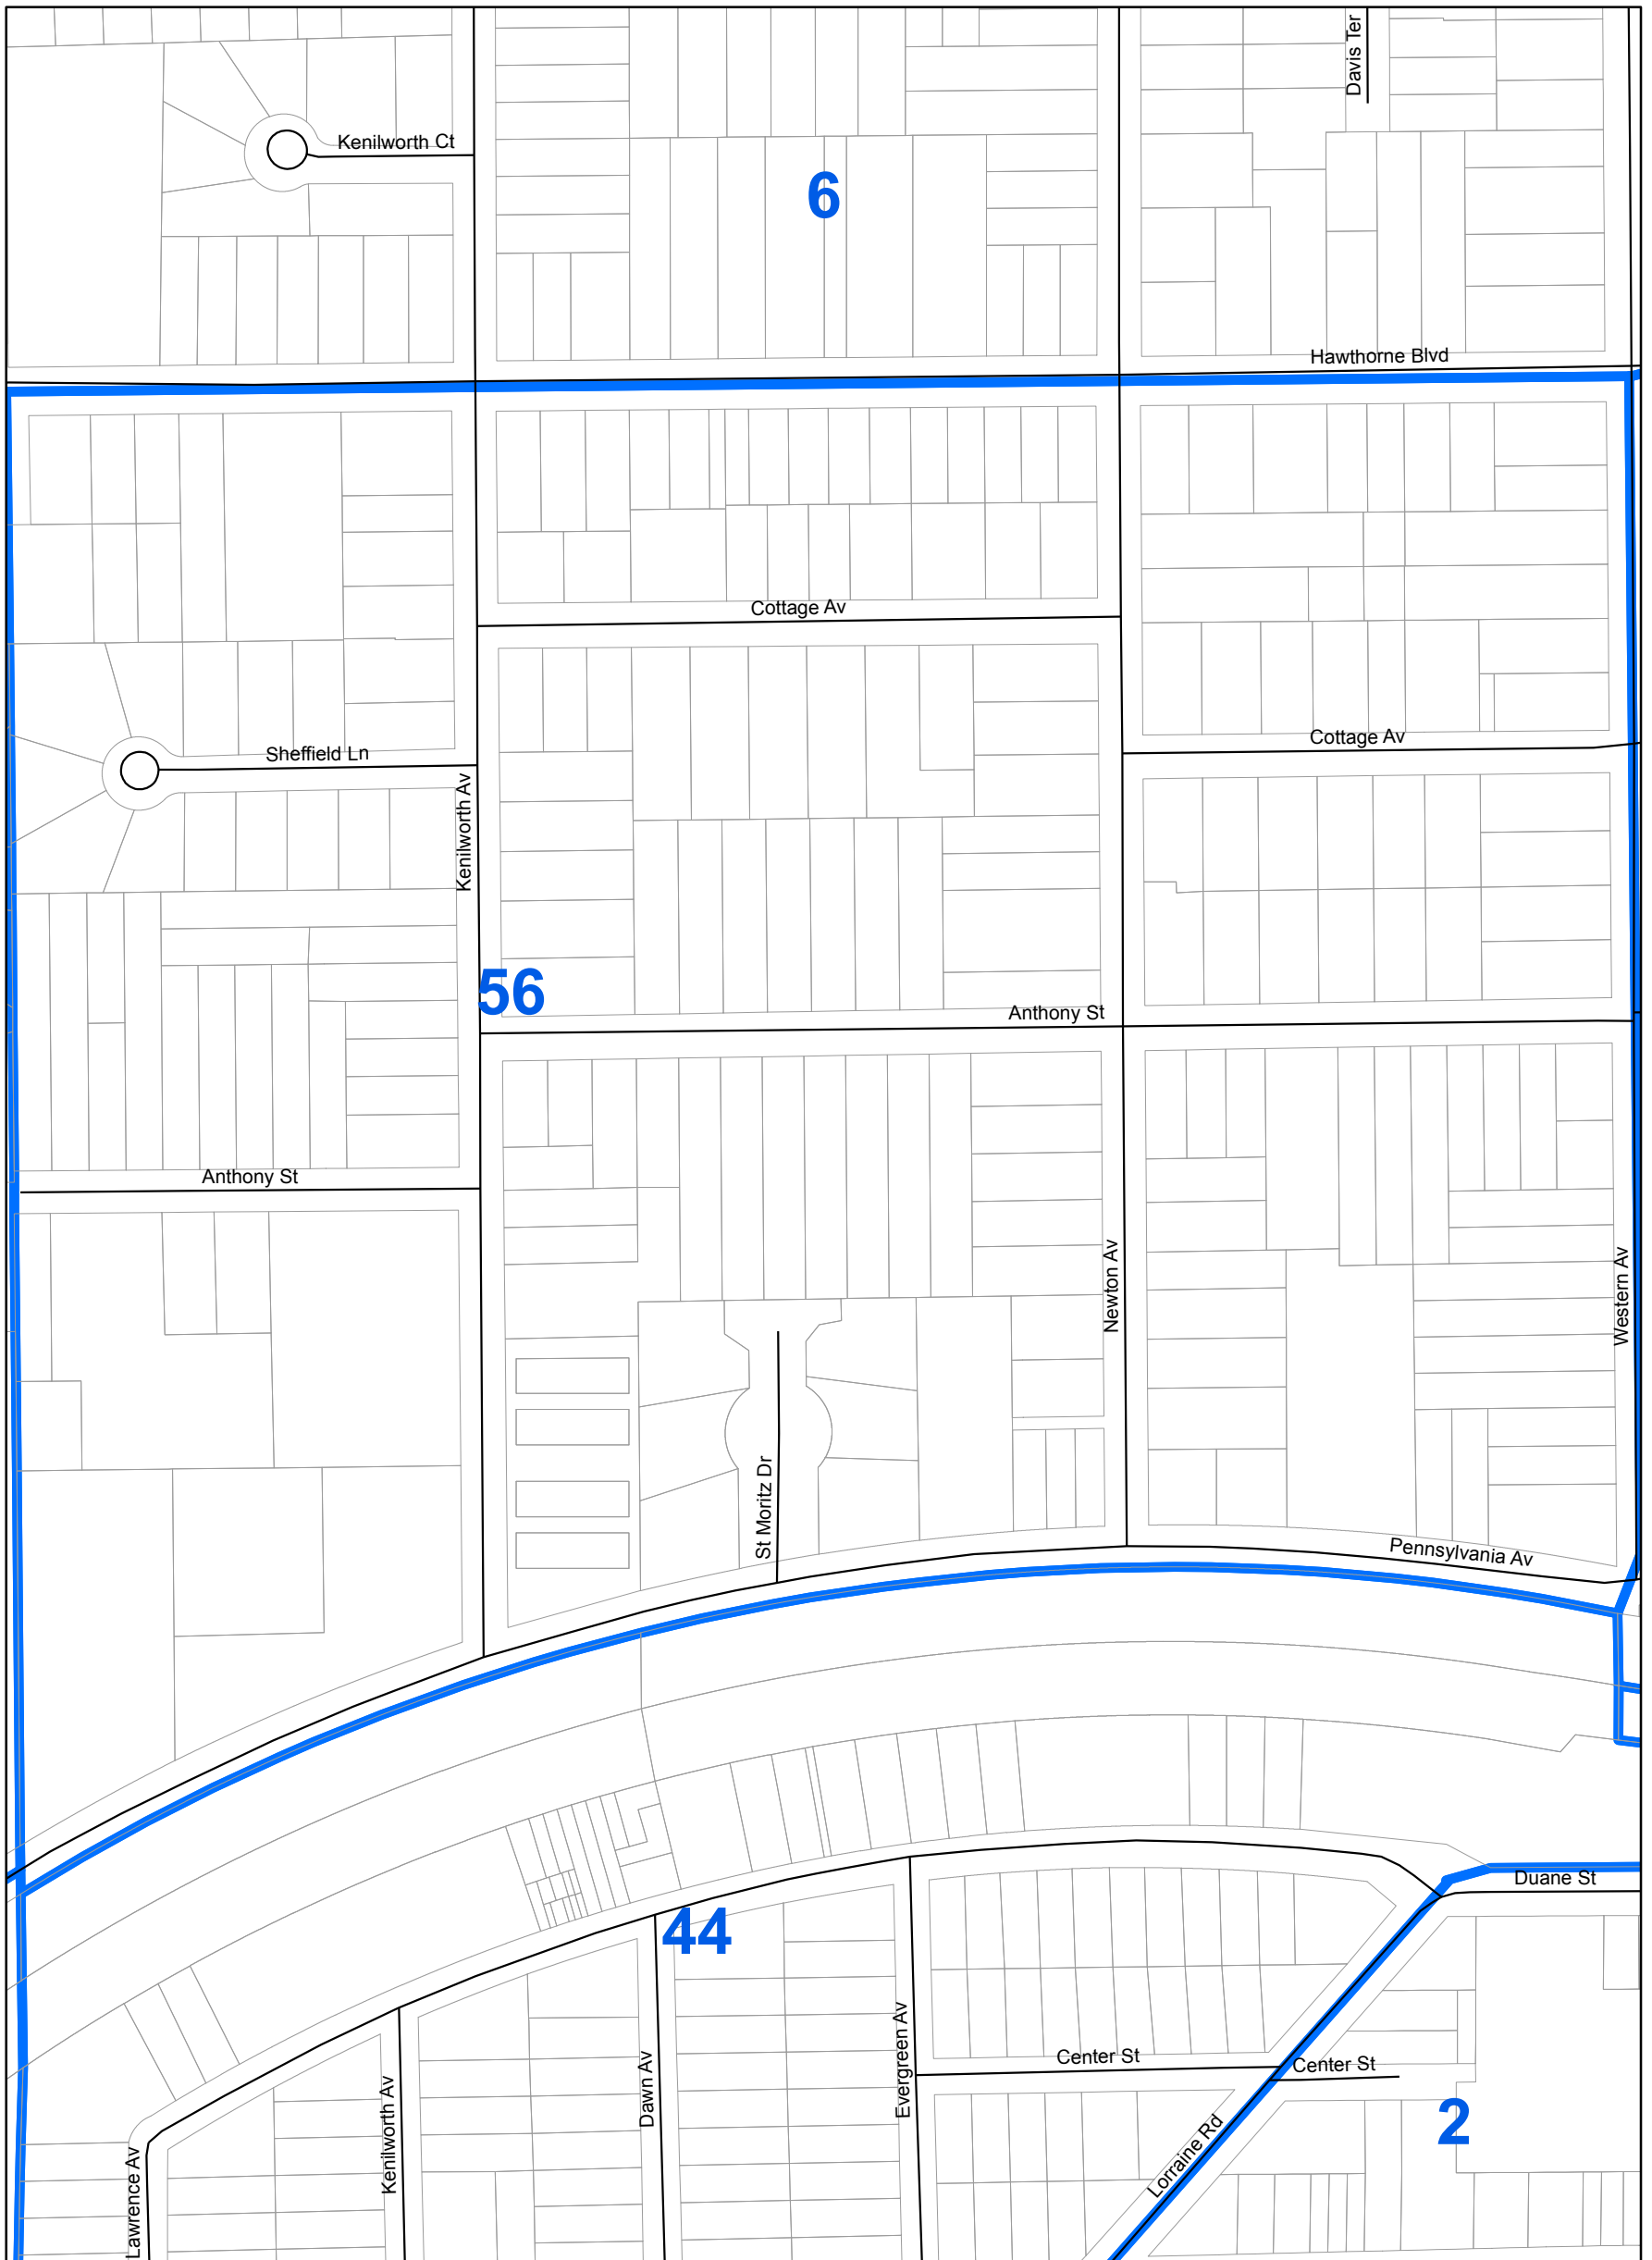 Davis Ter
Kenilworth Ct
6
Hawthorne Blvd
Cottage Av
Cottage Av
Sheffield Ln
Kenilworth Av
56
Anthony St
Anthony St
Newton Av
Western Av
St Moritz Dr
Pennsylvania Av
Duane St
44
Evergreen Av
Center St
Center St
Dawn Av
Kenilworth Av
2
Lorraine Rd
Lawrence Av